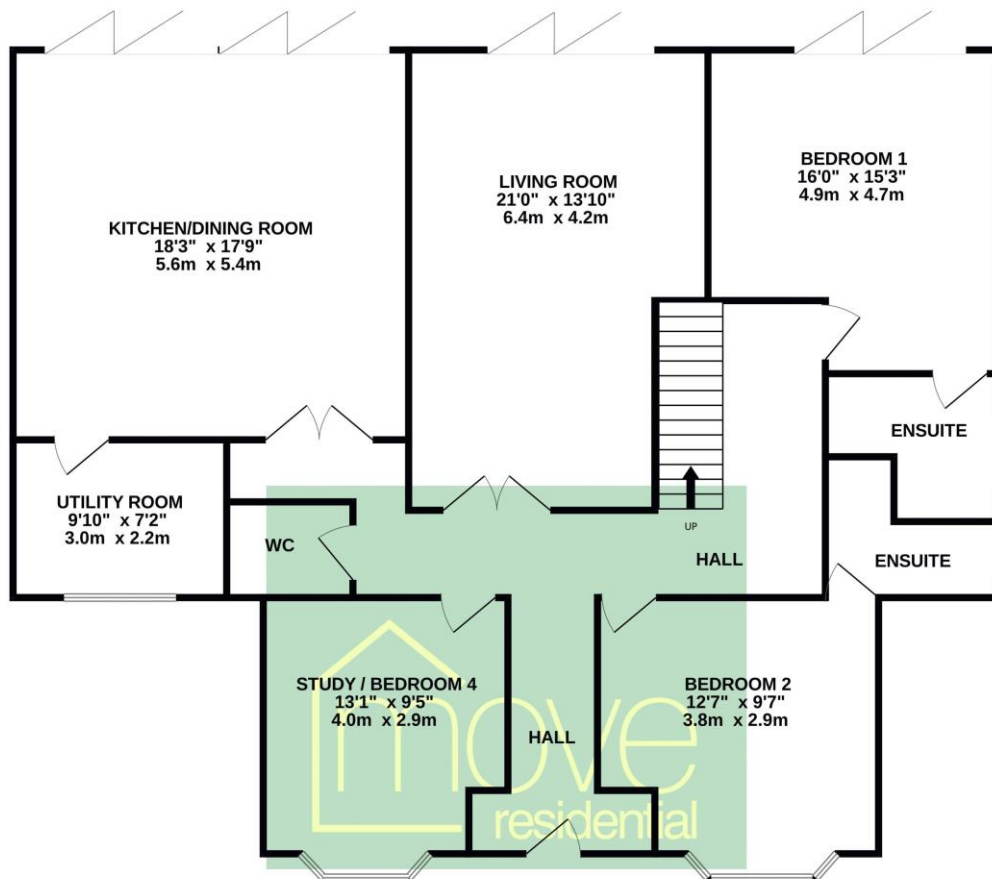 KITCHEN/DINING ROOM
18'3" x 17'9"
5.6m x 5.4m
LIVING ROOM
21'0" x 13'10"
6.4m x 4.2m
BEDROOM 1
16'0" x 15'3"
4.9m x 4.7m
ENSUITE
UTILITY ROOM
9'10" x 7'2"
3.0m x 2.2m
WC
UP
HALL
ENSUITE
STUDY / BEDROOM 4
13'1" x 9'5"
4.0m x 2.9m
HALL
BEDROOM 2
12'7" x 9'7"
3.8m x 2.9m
move
residential